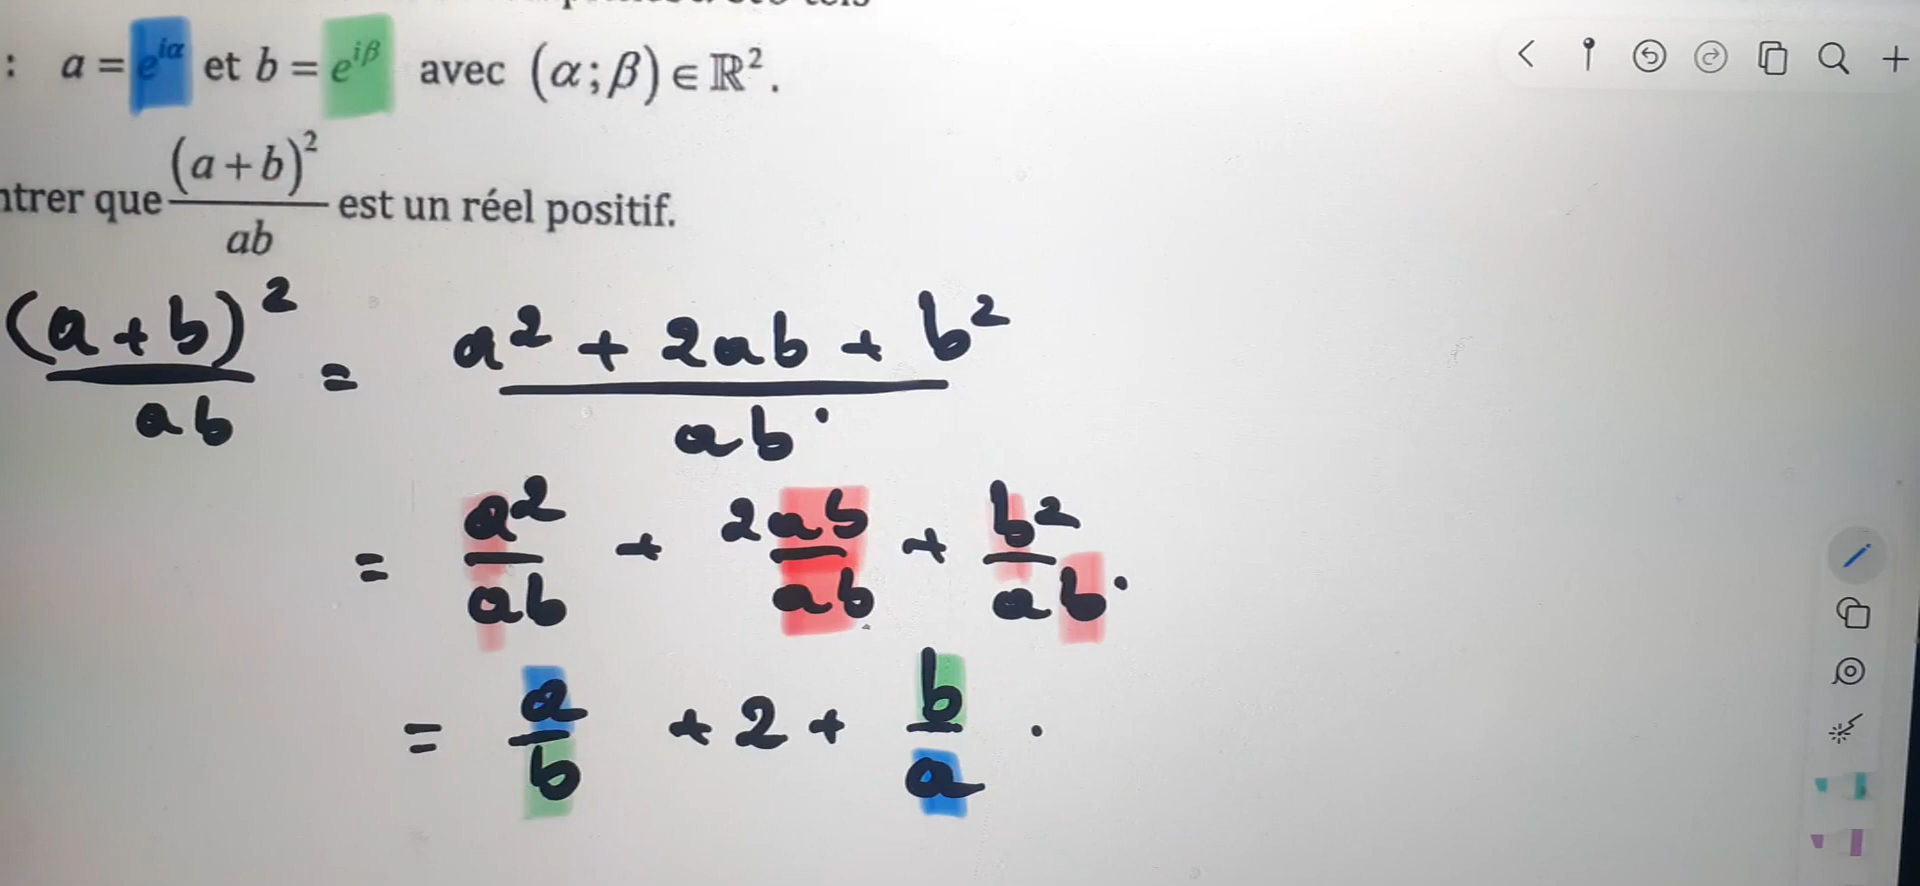 : a = e^{iα} et b = e^{iβ} avec (α;β) ∈ ℝ².
que (a+b)²/ab est un réel positif.
(a+b)²/ab = a² + 2ab + b²/ab.
= a²/ab + 2ab/ab + b²/ab.
= a/b + 2 + b/a.